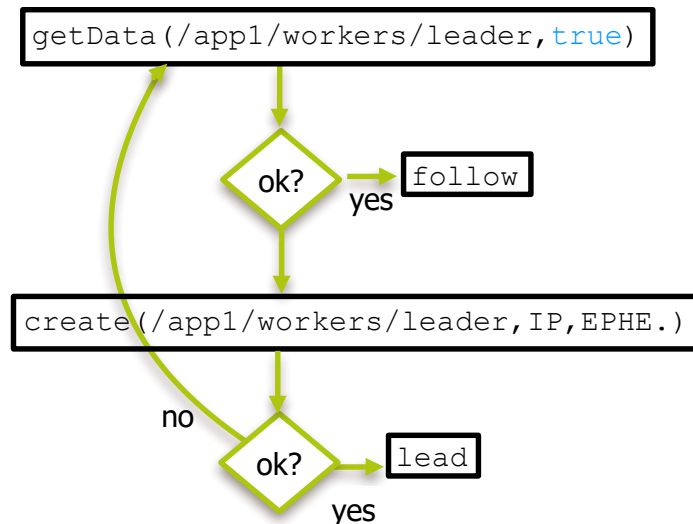 getData(/app1/workers/leader,true)
ok?
yes
follow
create(/app1/workers/leader,IP,EPHE.)
no
ok?
yes
lead